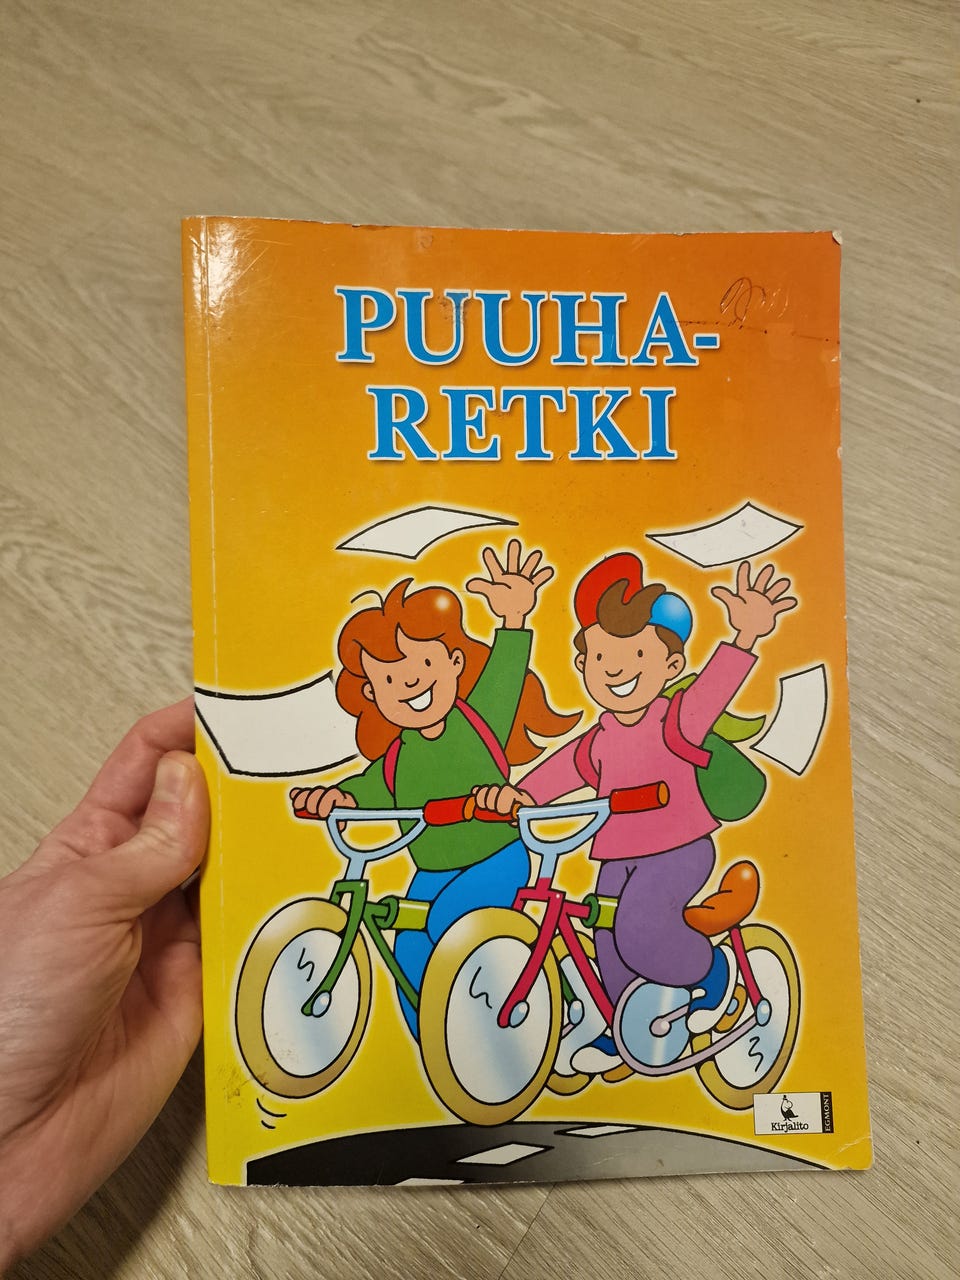 PUUHA-
RETKI
Kirjalito
EGMONT